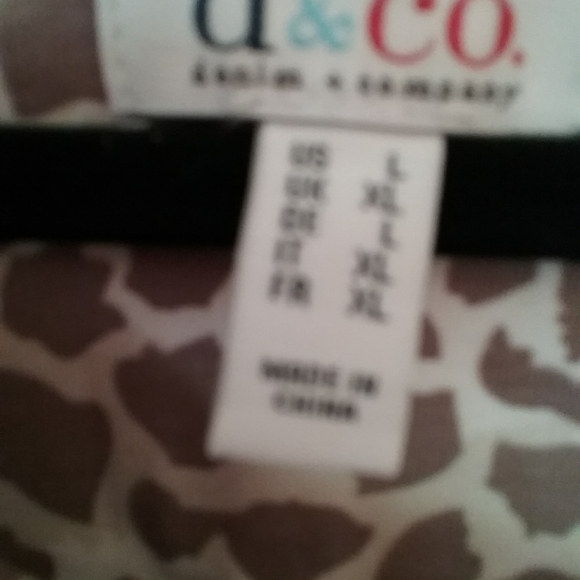 d&co.
denim & company
US L
UK XL
DE L
IT XL
FR XL
MADE IN
CHINA